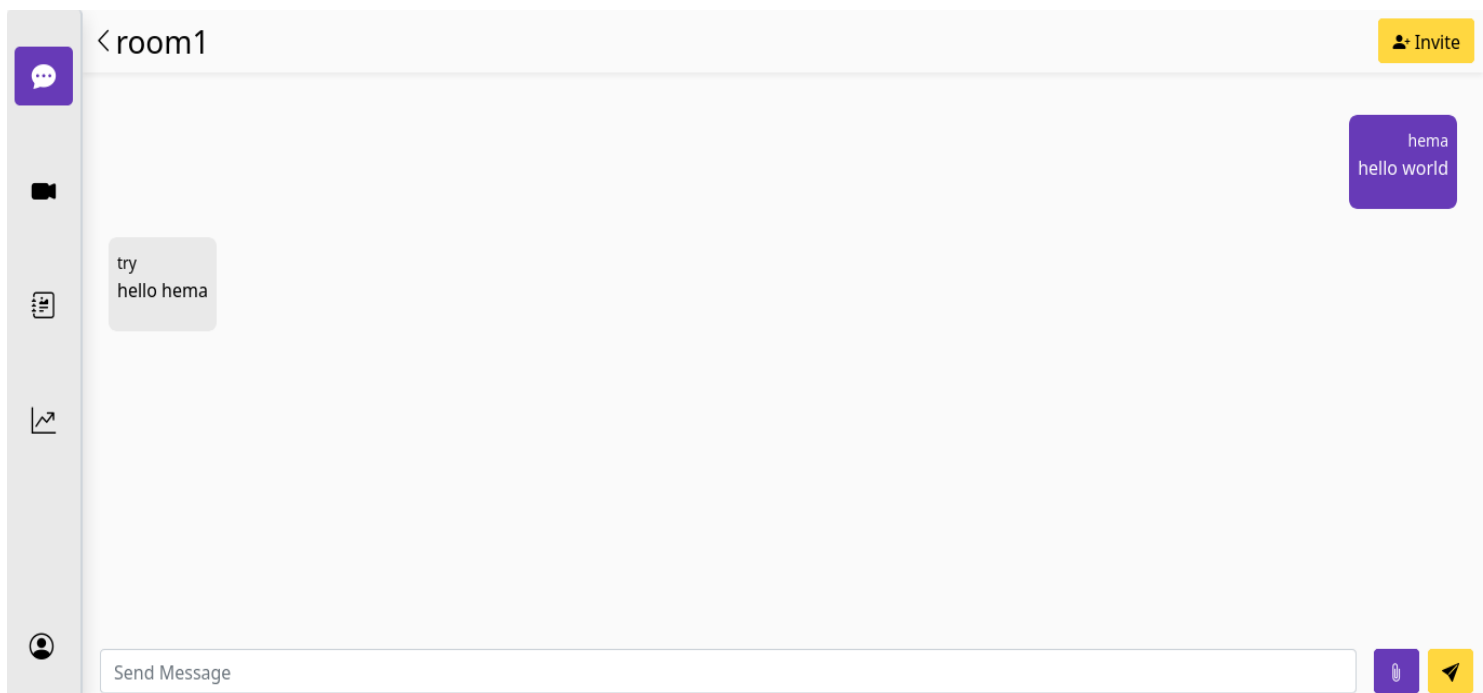 room1
Invite
hema
hello world
try
hello hema
Send Message